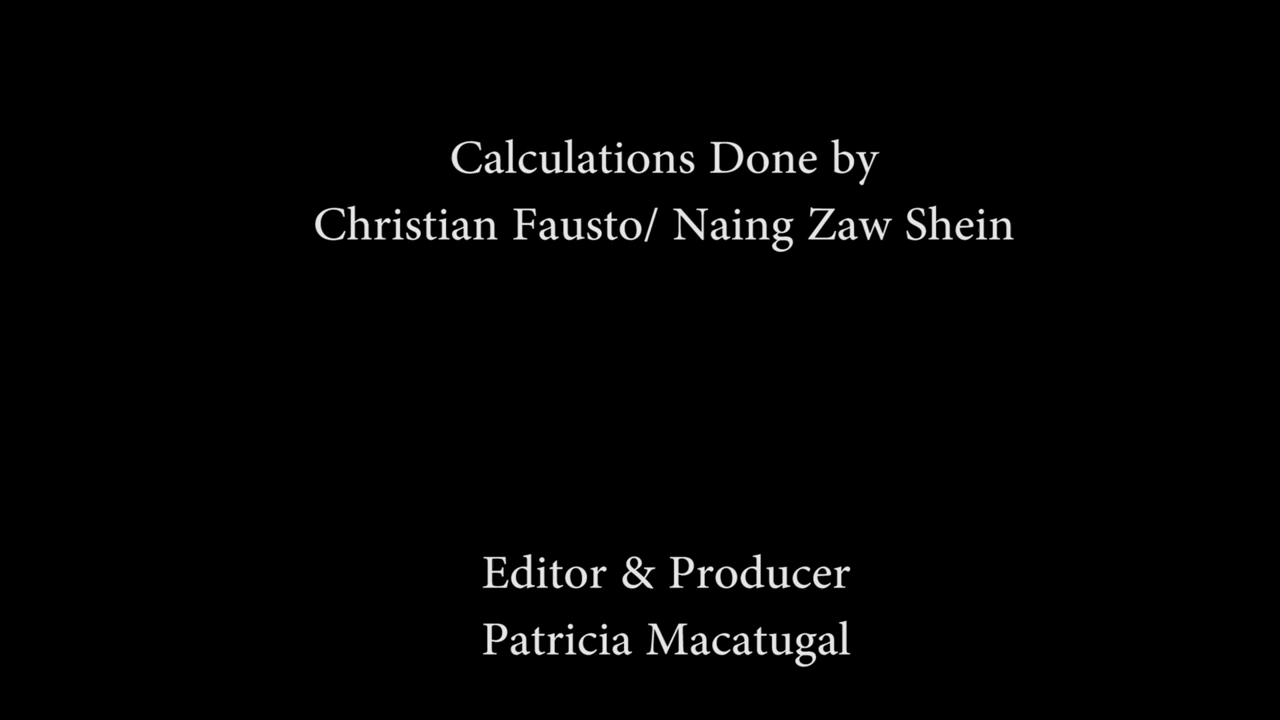 Calculations Done by
Christian Fausto/ Naing Zaw Shein
Editor & Producer
Patricia Macatugal